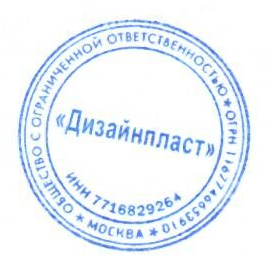 ОБЩЕСТВО С ОГРАНИЧЕННОЙ ОТВЕТСТВЕННОСТЬЮ * ОГРН 1167746653910 * МОСКВА *
«Дизайнпласт»
ИНН 7716829264